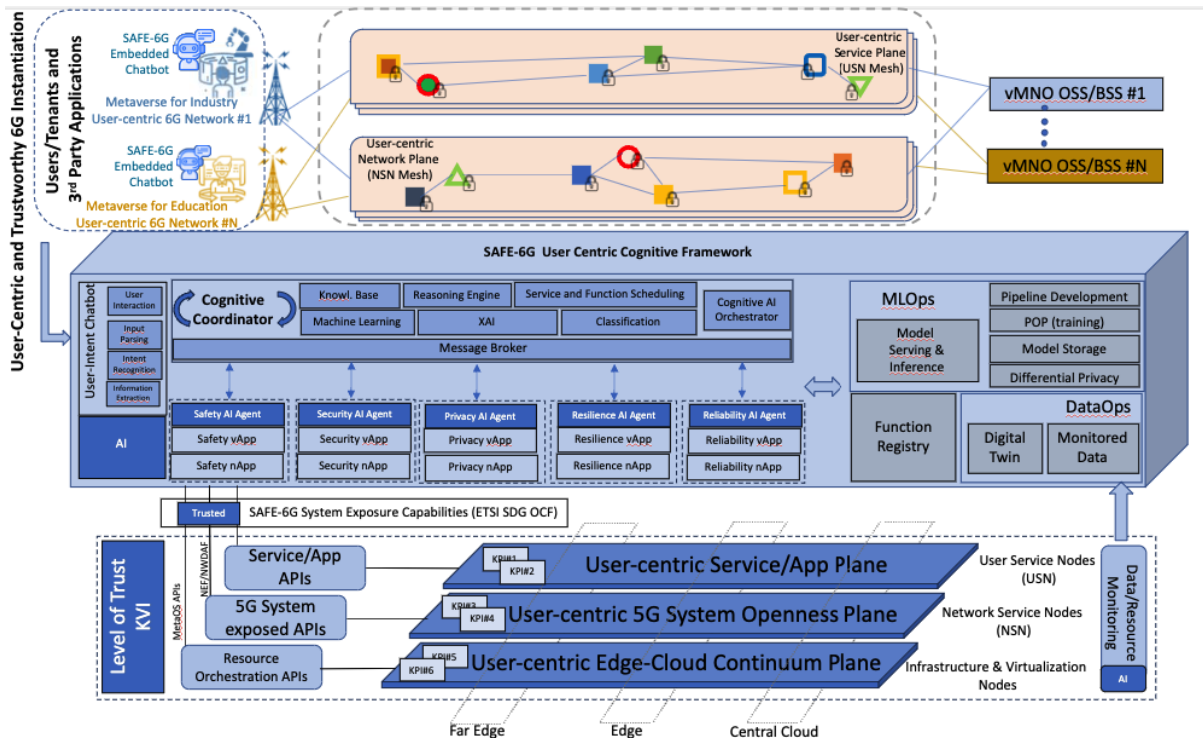 User-Centric and Trustworthy 6G Instantiation
Users/Tenants and
3rd Party Applications
SAFE-6G
Embedded
Chatbot
Metaverse for Industry
User-centric 6G Network #1
SAFE-6G
Embedded
Chatbot
Metaverse for Education
User-centric 6G Network #N
User-centric
Service Plane
[USN Mesh)
User-centric
Network Plane
(NSN Mesh)
vMNO OSS/BSS #1
vMNO OSS/BSS #N
SAFE-6G User Centric Cognitive Framework
User-Intent Chatbot
User
Interaction
Input
Parsing
Intent
Recognition
Information
Extraction
AI
Cognitive
Coordinator
Knowl. Base
Reasoning Engine
Service and Function Scheduling
Machine Learning
XAI
Classification
Cognitive AI
Orchestrator
Message Broker
Safety AI Agent
Safety vApp
Safety nApp
Security AI Agent
Security vApp
Security nApp
Privacy AI Agent
Privacy vApp
Privacy nApp
Resilience AI Agent
Resilience vApp
Resilience nApp
Reliability AI Agent
Reliability vApp
Reliability nApp
MLOps
Model
Serving &
Inference
Pipeline Development
POP (training)
Model Storage
Differential Privacy
Function
Registry
DataOps
Digital
Twin
Monitored
Data
Trusted
SAFE-6G System Exposure Capabilities (ETSI SDG OCF)
Level of Trust
KVI
MetaOS APIs
NEF/NWDAF
Service/App
APIs
5G System
exposed APIs
Resource
Orchestration APIs
KPI#1
KPI#2
User-centric Service/App Plane
KPI#3
KPI#4
User-centric 5G System Openness Plane
KPI#5
KPI#6
User-centric Edge-Cloud Continuum Plane
User Service Nodes
(USN)
Network Service Nodes
(NSN)
Infrastructure & Virtualization
Nodes
Data/Resource
Monitoring
AI
Far Edge
Edge
Central Cloud